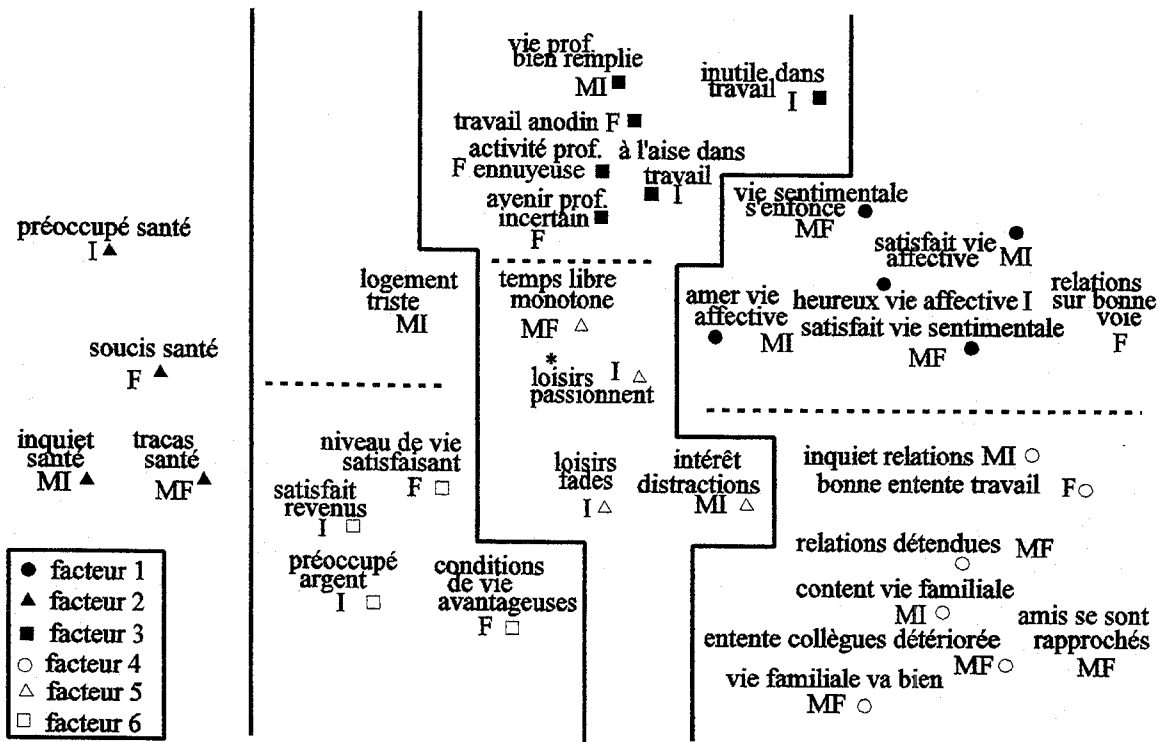 vie prof.
bien remplie
MI
inutile dans
travail
I
travail anodin F
activité prof.
F ennuyeuse
à l'aise dans
travail
I
avenir prof.
incertain
F
vie sentimentale
s'enfonce
MF
préoccupé santé
I
satisfait vie
affective MI
logement
triste
MI
temps libre
monotone
MF
amer vie
affective
MI
heureux vie affective I
relations
sur bonne
voie
F
satisfait vie sentimentale
MF
soucis santé
F
*
loisirs I
passionnent
inquiet
santé
MI
tracas
santé
MF
niveau de vie
satisfaisant
F
loisirs
fades
I
intérêt
distractions
MI
inquiet relations MI
bonne entente travail F
satisfait
revenus
I
relations détendues MF
préoccupé
argent
I
conditions
de vie
avantageuses
F
content vie familiale
MI
amis se sont
rapprochés
MF
entente collègues détériorée
MF
vie familiale va bien
MF
facteur 1
facteur 2
facteur 3
facteur 4
facteur 5
facteur 6